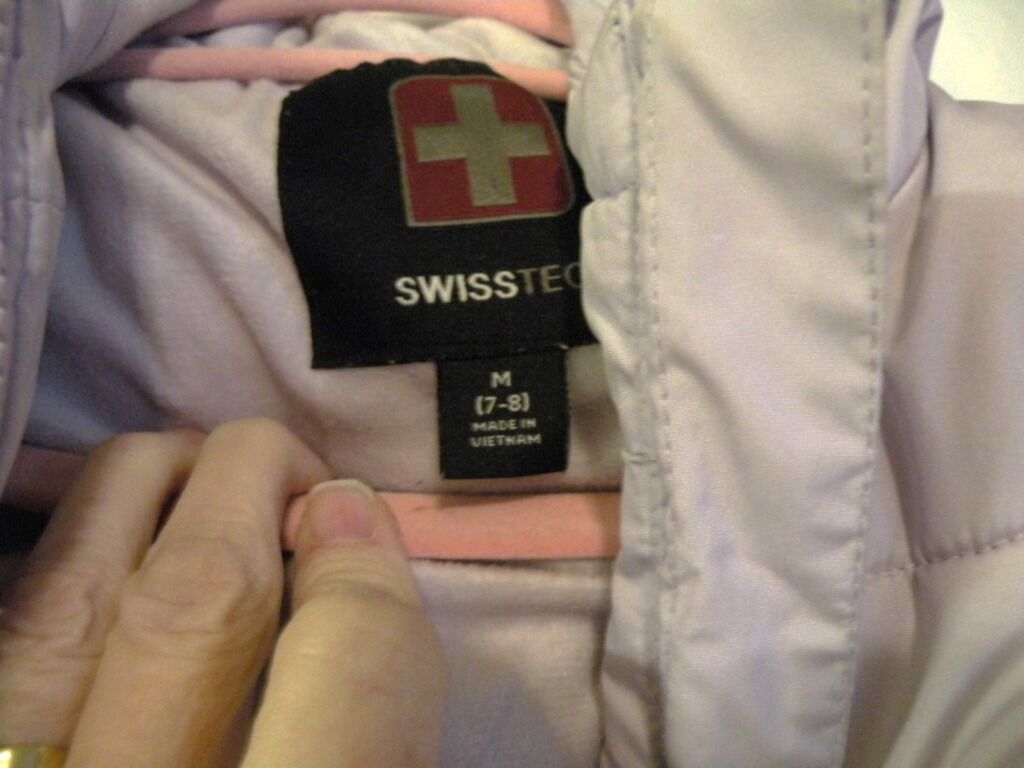 SWISSTEC
M
(7-8)
MADE IN
VIETNAM